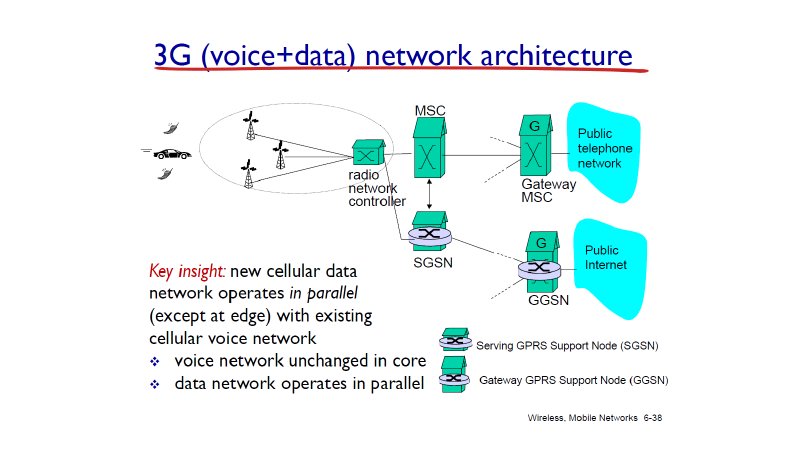 3G (voice+data) network architecture
MSC
G
Public
telephone
network
radio
network
controller
Gateway
MSC
G
Public
Internet
SGSN
GGSN
Key insight: new cellular data
network operates in parallel
(except at edge) with existing
cellular voice network
❖ voice network unchanged in core
❖ data network operates in parallel
Serving GPRS Support Node (SGSN)
Gateway GPRS Support Node (GGSN)
Wireless, Mobile Networks 6-38